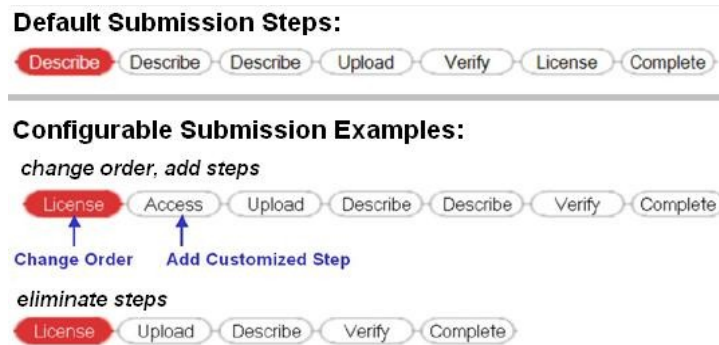 Default Submission Steps:
Describe Describe Describe Upload Verify License Complete
Configurable Submission Examples:
change order, add steps
License Access Upload Describe Describe Verify Complete
Change Order Add Customized Step
eliminate steps
License Upload Describe Verify Complete